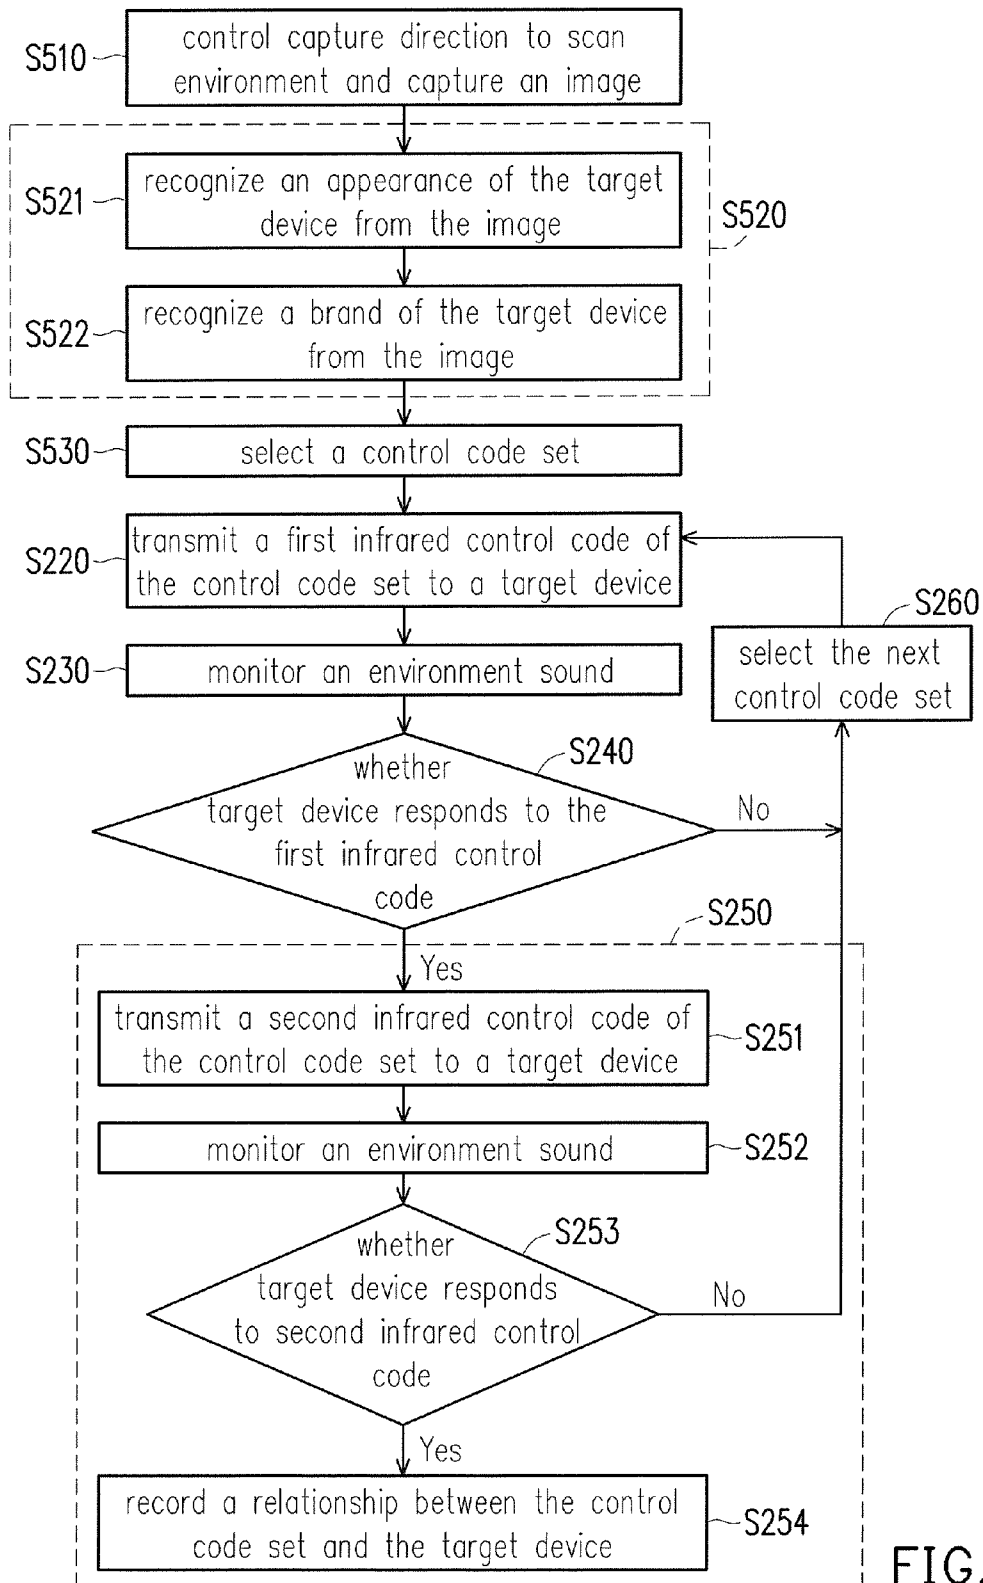 S510
control capture direction to scan
environment and capture an image
S521
recognize an appearance of the target
device from the image
S520
S522
recognize a brand of the target device
from the image
S530
select a control code set
S220
transmit a first infrared control code of
the control code set to a target device
S260
select the next
control code set
S230
monitor an environment sound
S240
whether
target device responds to the
first infrared control
code
No
S250
Yes
transmit a second infrared control code of
the control code set to a target device
S251
monitor an environment sound
S252
S253
whether
target device responds
to second infrared control
code
No
Yes
record a relationship between the control
code set and the target device
S254
FIG.